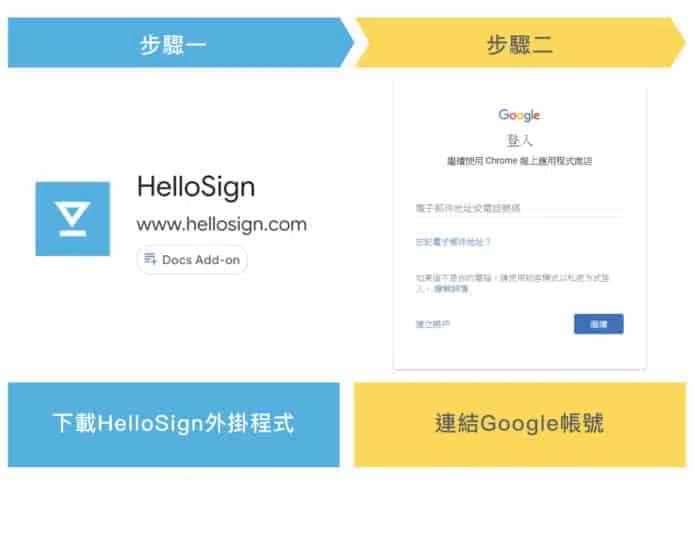 步驟一
步驟二
HelloSign
www.hellosign.com
Docs Add-on
Google
登入
繼續使用 Chrome 線上應用程式商店
電子郵件地址或電話號碼
忘記電子郵件地址？
如果這不是你的電腦，請使用訪客模式以私密方式登
入。 瞭解詳情
建立帳戶
繼續
下載HelloSign外掛程式
連結Google帳號